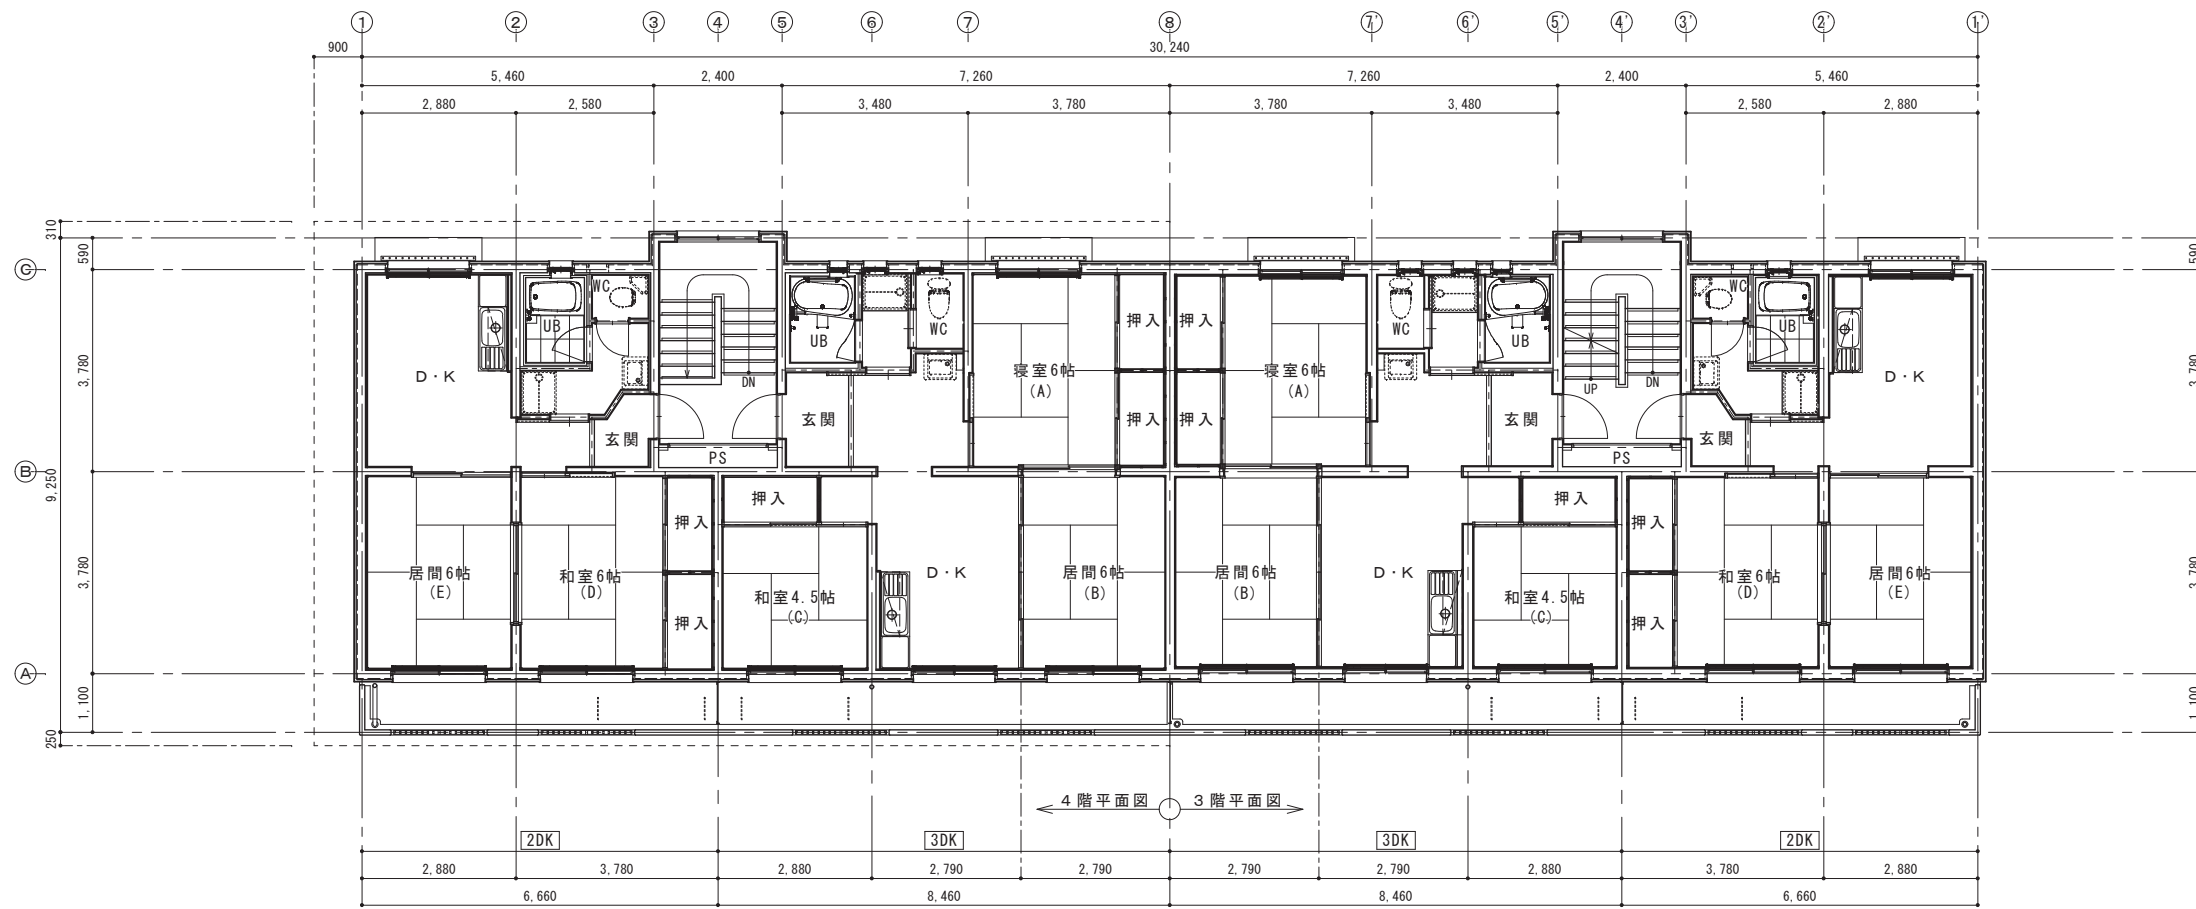 ① ② ③ ④ ⑤ ⑥ ⑦ ⑧ ⑦' ⑥' ⑤' ④' ③' ②' ①'
900 30,240
5,460 2,400 7,260 7,260 2,400 5,460
2,880 2,580 3,480 3,780 3,780 3,480 2,580 2,880
310
590
3,780
9,250
3,780
1,100
250
590
3,780
3,780
1,100
Ⓒ
Ⓑ
Ⓐ
WC
UB
D・K
玄関
DN
PS
UB
WC
玄関
寝室6帖
(A)
押入
押入
押入
押入
寝室6帖
(A)
WC
UB
玄関
UP
DN
PS
WC
UB
D・K
玄関
居間6帖
(E)
和室6帖
(D)
押入
押入
押入
和室4.5帖
(C)
D・K
居間6帖
(B)
居間6帖
(B)
D・K
押入
和室4.5帖
(C)
押入
押入
和室6帖
(D)
居間6帖
(E)
4階平面図 3階平面図
2DK 3DK 3DK 2DK
2,880 3,780 2,880 2,790 2,790 2,790 2,790 2,880 3,780 2,880
6,660 8,460 8,460 6,660